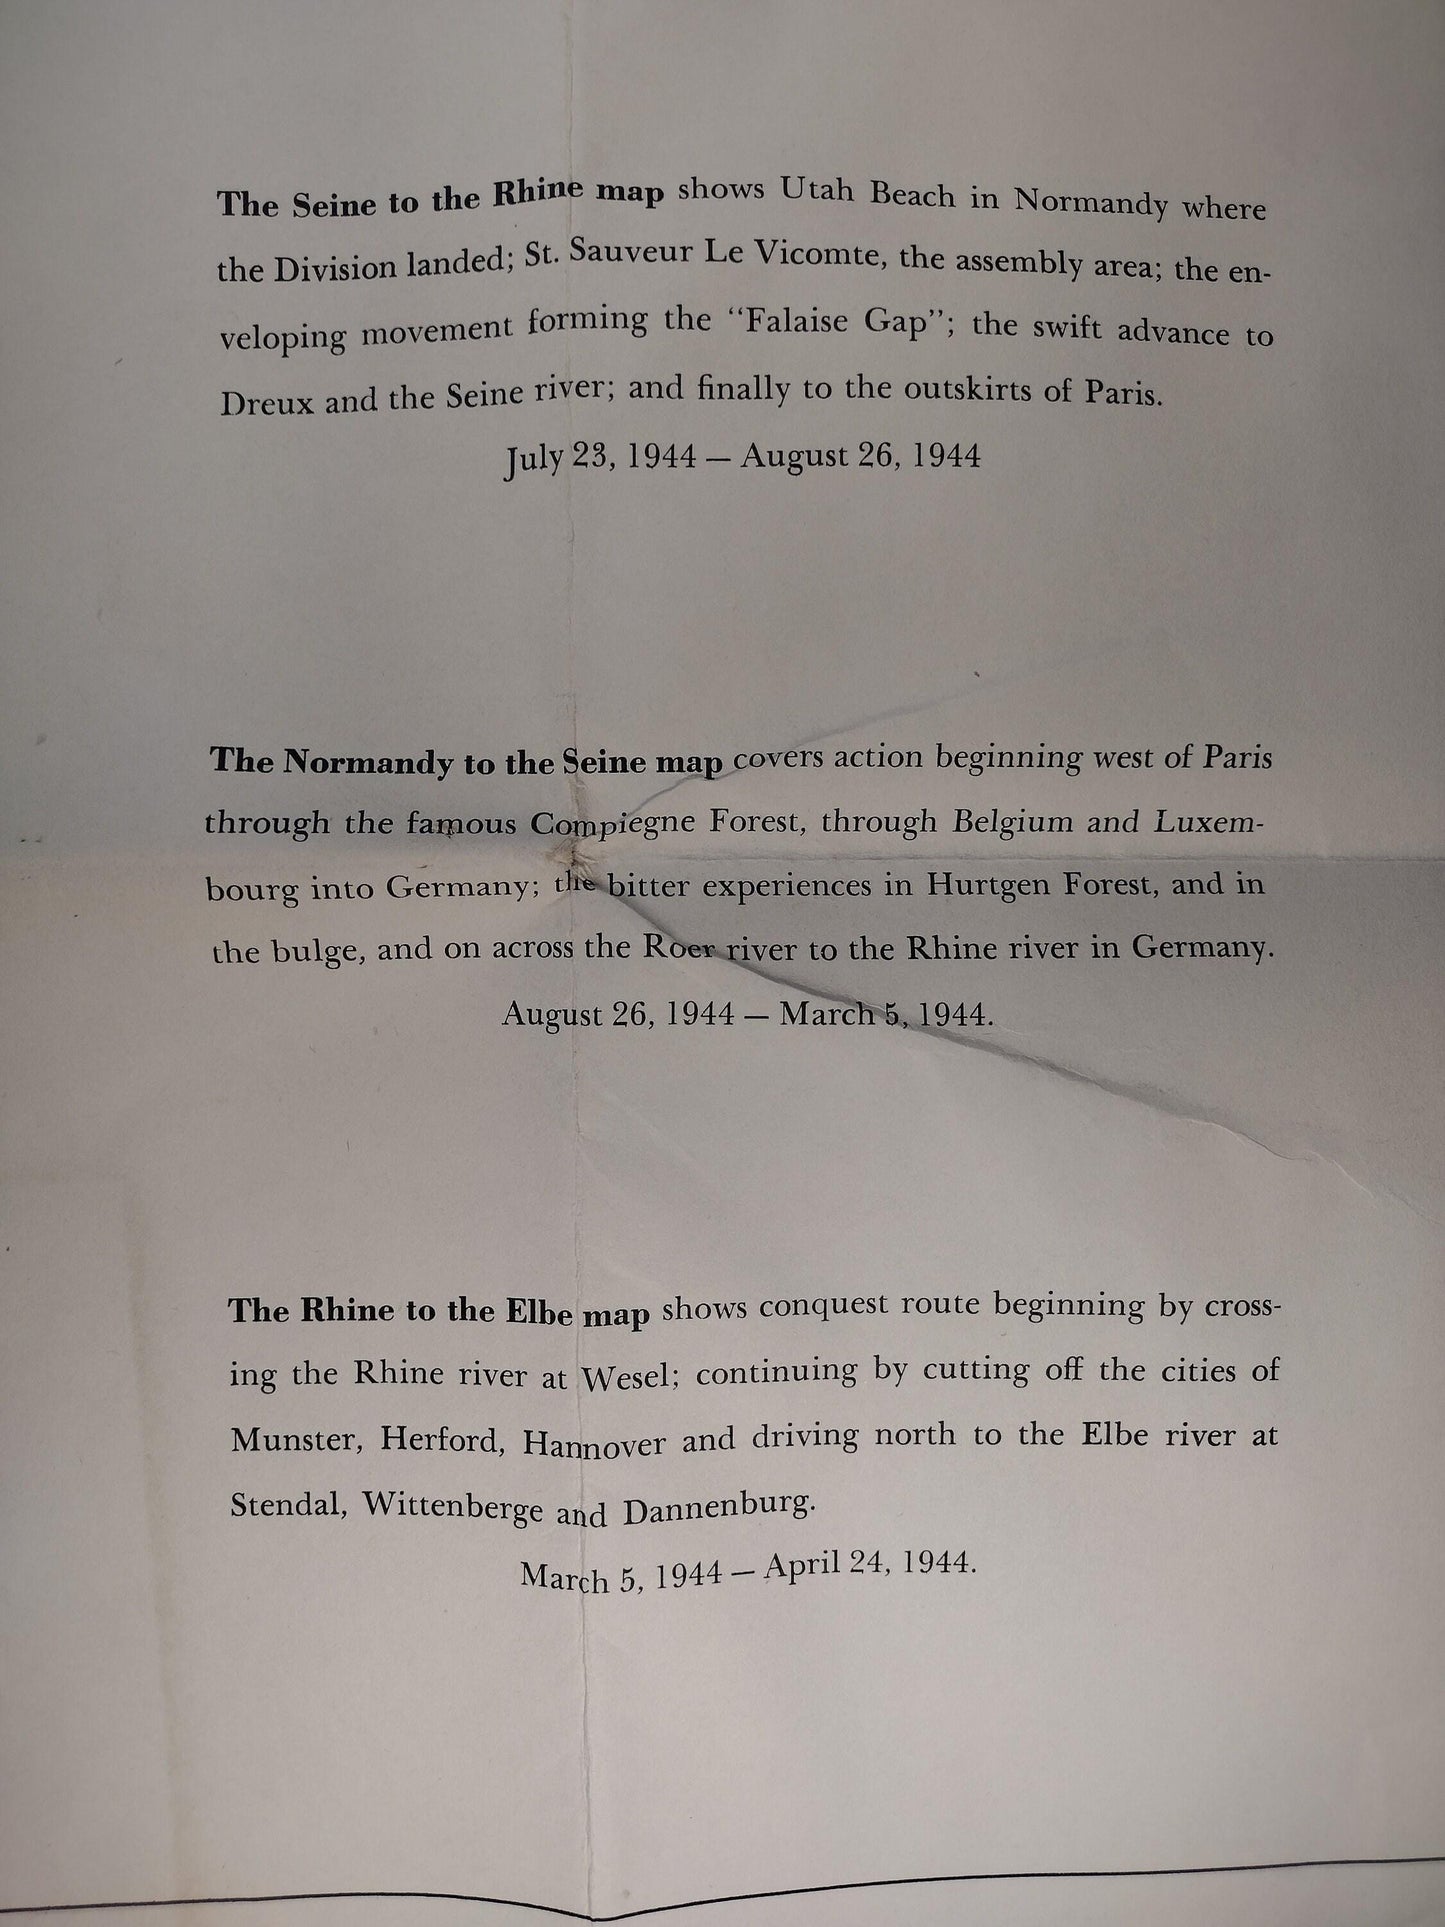 The Seine to the Rhine map shows Utah Beach in Normandy where
the Division landed; St. Sauveur Le Vicomte, the assembly area; the en-
veloping movement forming the “Falaise Gap”; the swift advance to
Dreux and the Seine river; and finally to the outskirts of Paris.
July 23, 1944 — August 26, 1944
The Normandy to the Seine map covers action beginning west of Paris
through the famous Compiegne Forest, through Belgium and Luxem-
bourg into Germany; the bitter experiences in Hurtgen Forest, and in
the bulge, and on across the Roer river to the Rhine river in Germany.
August 26, 1944 — March 5, 1944.
The Rhine to the Elbe map shows conquest route beginning by cross-
ing the Rhine river at Wesel; continuing by cutting off the cities of
Munster, Herford, Hannover and driving north to the Elbe river at
Stendal, Wittenberge and Dannenburg.
March 5, 1944 — April 24, 1944.